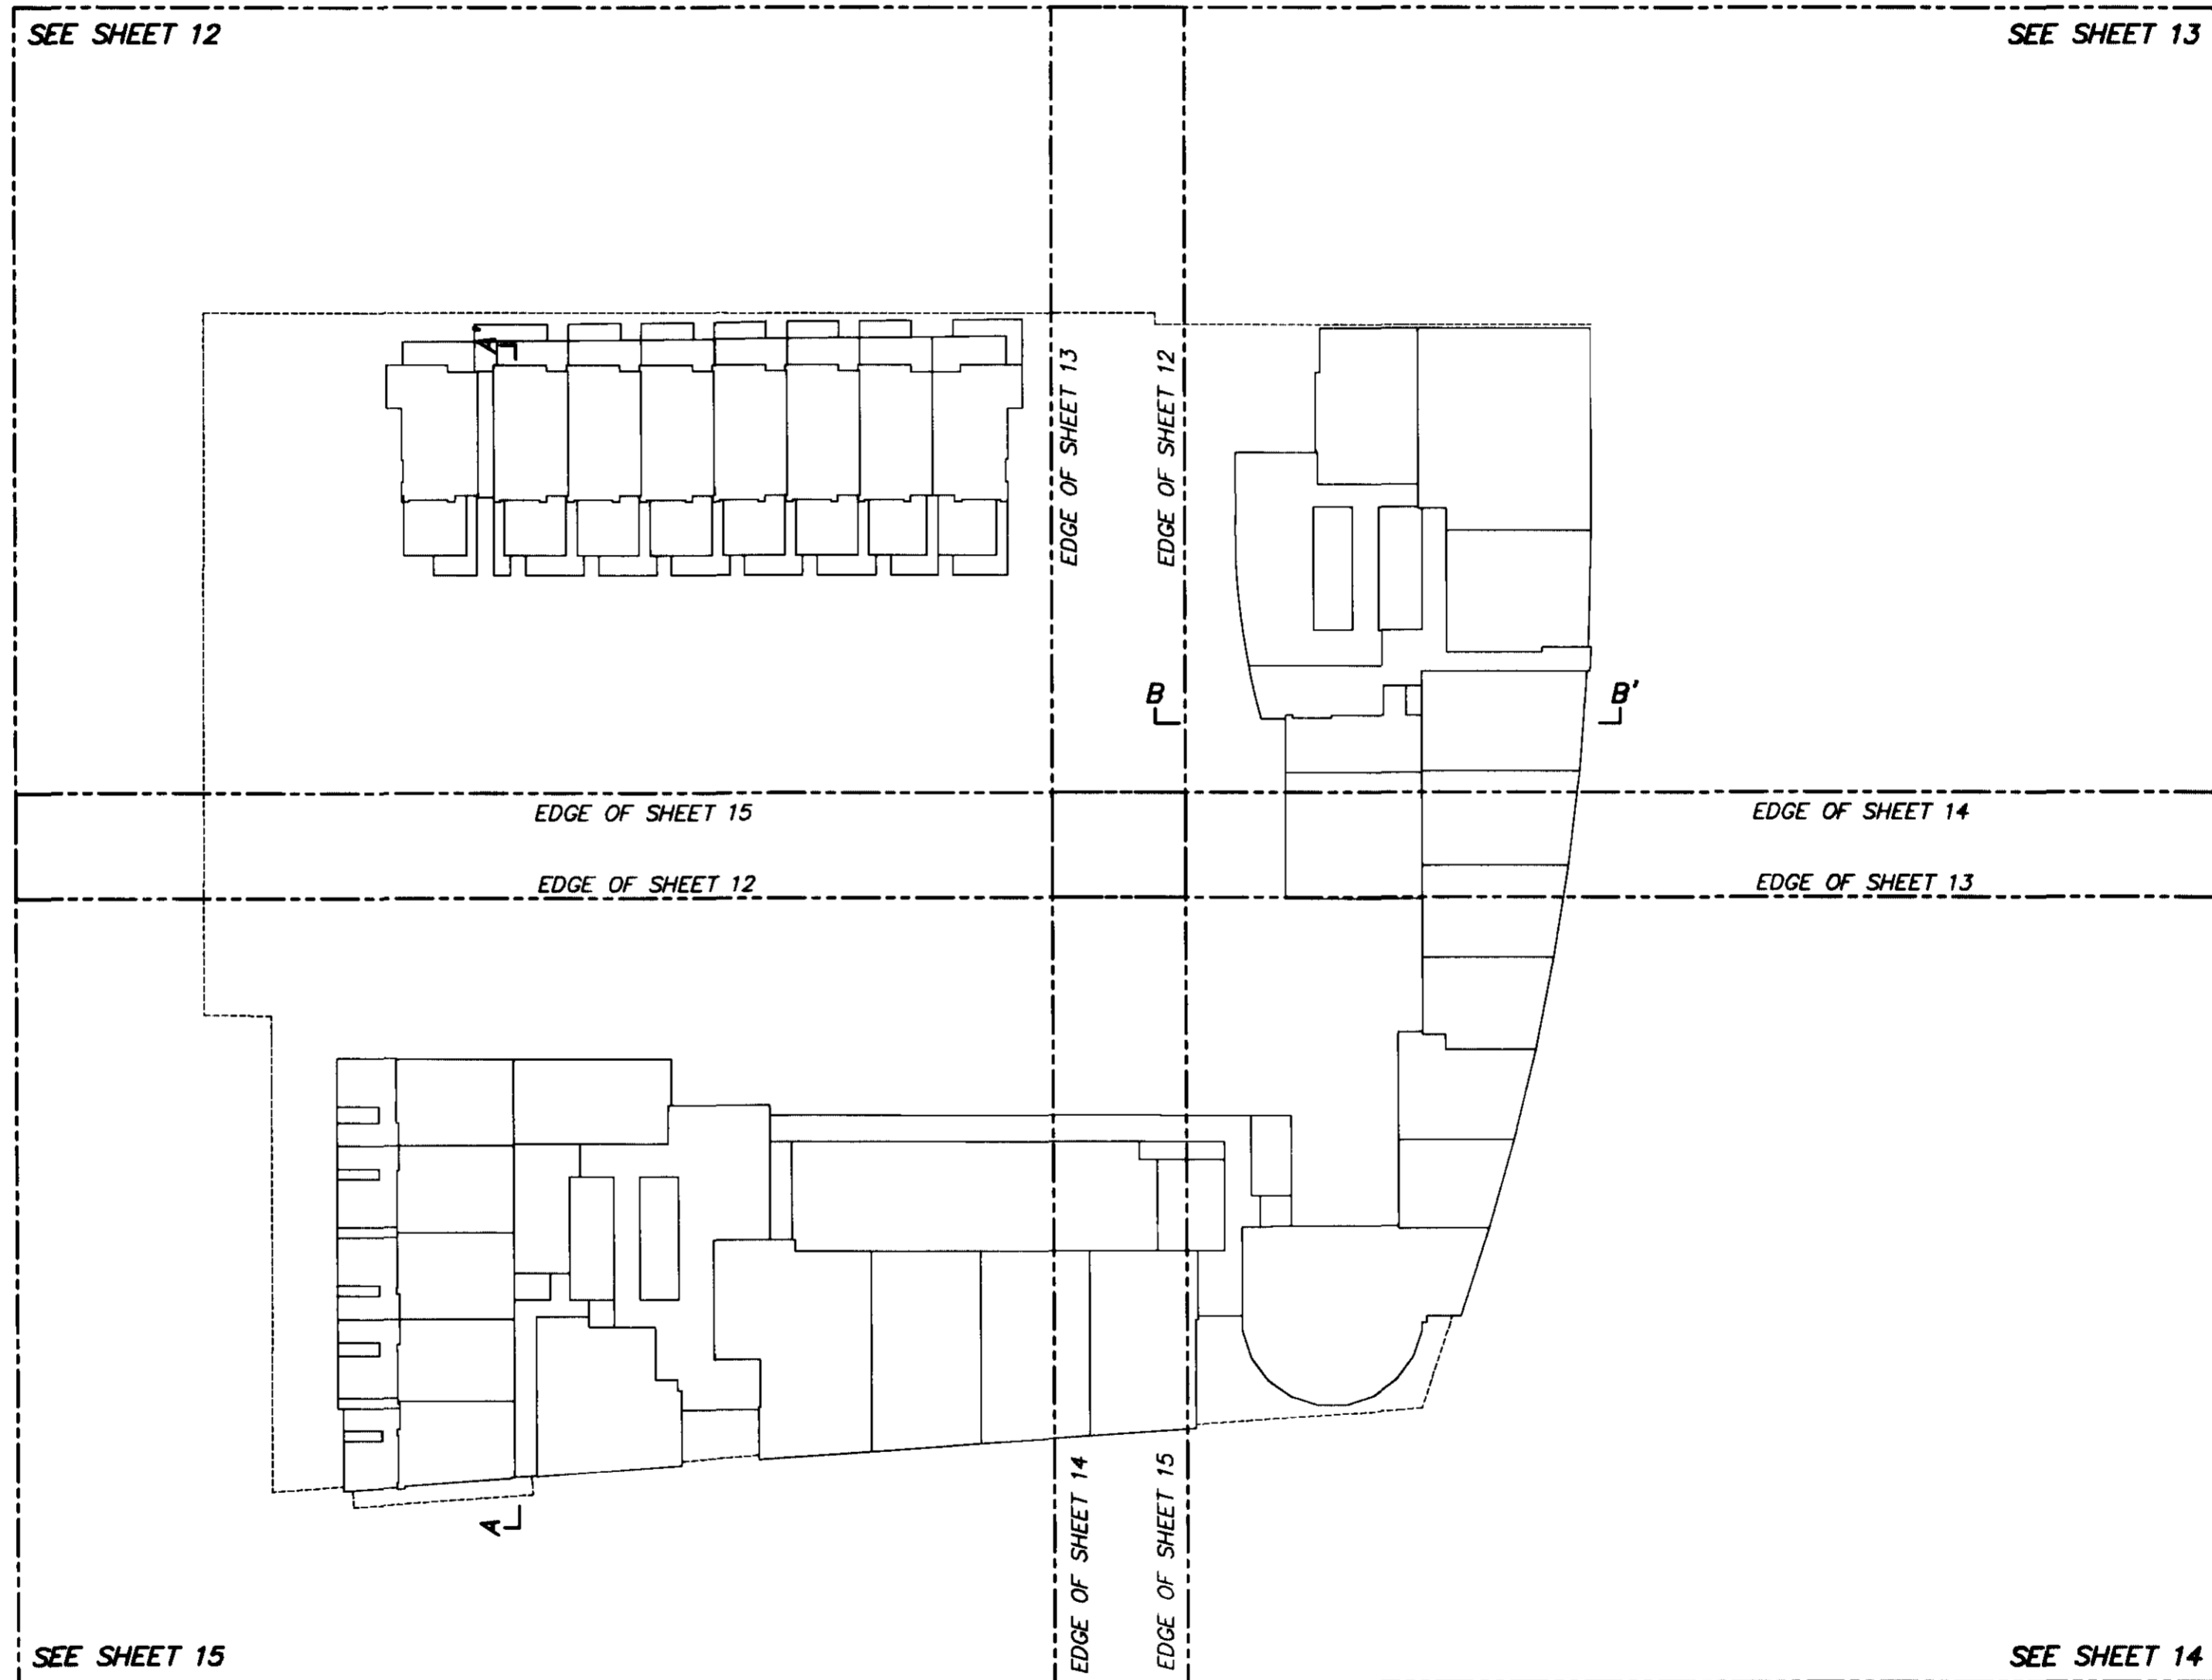 SEE SHEET 12
SEE SHEET 13
A'
EDGE OF SHEET 13
EDGE OF SHEET 12
B
B'
EDGE OF SHEET 15
EDGE OF SHEET 14
EDGE OF SHEET 12
EDGE OF SHEET 13
A
EDGE OF SHEET 14
EDGE OF SHEET 15
SEE SHEET 15
SEE SHEET 14